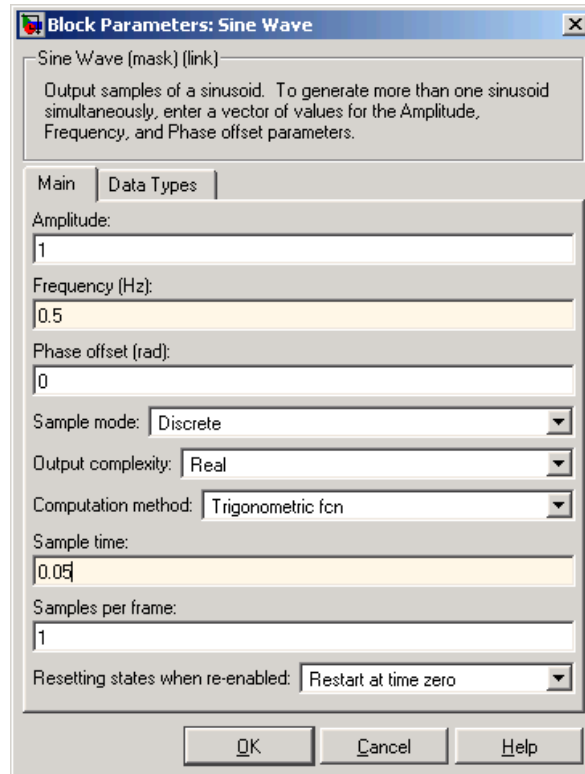 Block Parameters: Sine Wave
Sine Wave (mask) (link)
Output samples of a sinusoid. To generate more than one sinusoid
simultaneously, enter a vector of values for the Amplitude,
Frequency, and Phase offset parameters.
Main Data Types
Amplitude:
1
Frequency (Hz):
0.5
Phase offset (rad):
0
Sample mode: Discrete
Output complexity: Real
Computation method: Trigonometric fcn
Sample time:
0.05
Samples per frame:
1
Resetting states when re-enabled: Restart at time zero
OK Cancel Help